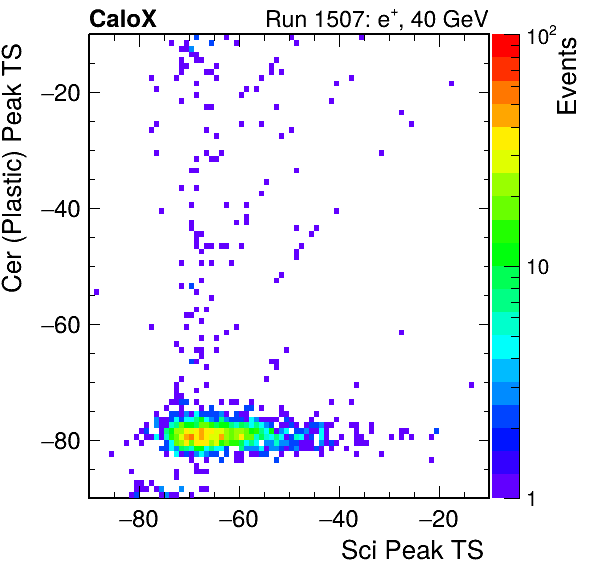 CaloX Run 1507: e⁺, 40 GeV
10²
Events
Cer (Plastic) Peak TS
−20
−40
10
−60
−80
1
−80 −60 −40 −20
Sci Peak TS